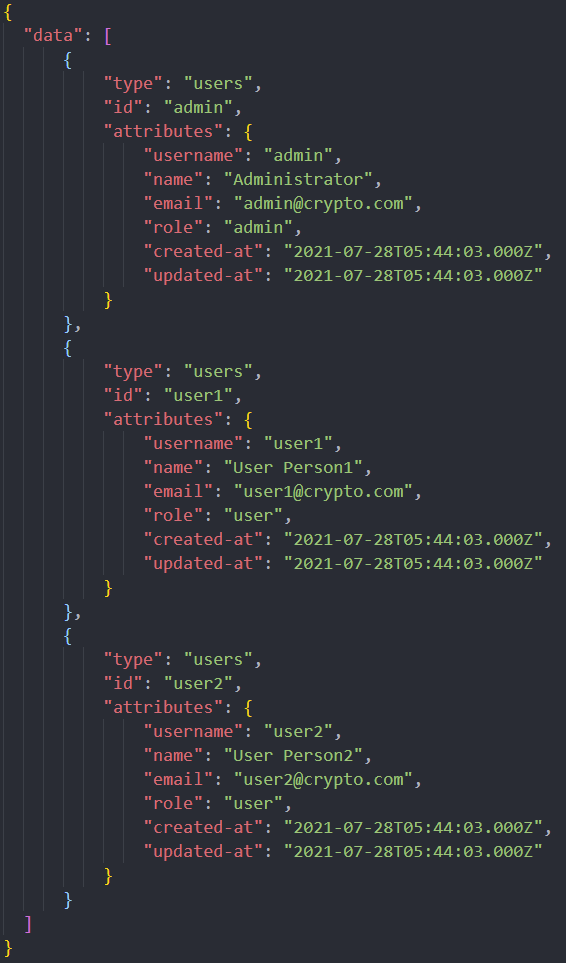 {
"data": [
{
"type": "users",
"id": "admin",
"attributes": {
"username": "admin",
"name": "Administrator",
"email": "admin@crypto.com",
"role": "admin",
"created-at": "2021-07-28T05:44:03.000Z",
"updated-at": "2021-07-28T05:44:03.000Z"
}
},
{
"type": "users",
"id": "user1",
"attributes": {
"username": "user1",
"name": "User Person1",
"email": "user1@crypto.com",
"role": "user",
"created-at": "2021-07-28T05:44:03.000Z",
"updated-at": "2021-07-28T05:44:03.000Z"
}
},
{
"type": "users",
"id": "user2",
"attributes": {
"username": "user2",
"name": "User Person2",
"email": "user2@crypto.com",
"role": "user",
"created-at": "2021-07-28T05:44:03.000Z",
"updated-at": "2021-07-28T05:44:03.000Z"
}
}
]
}